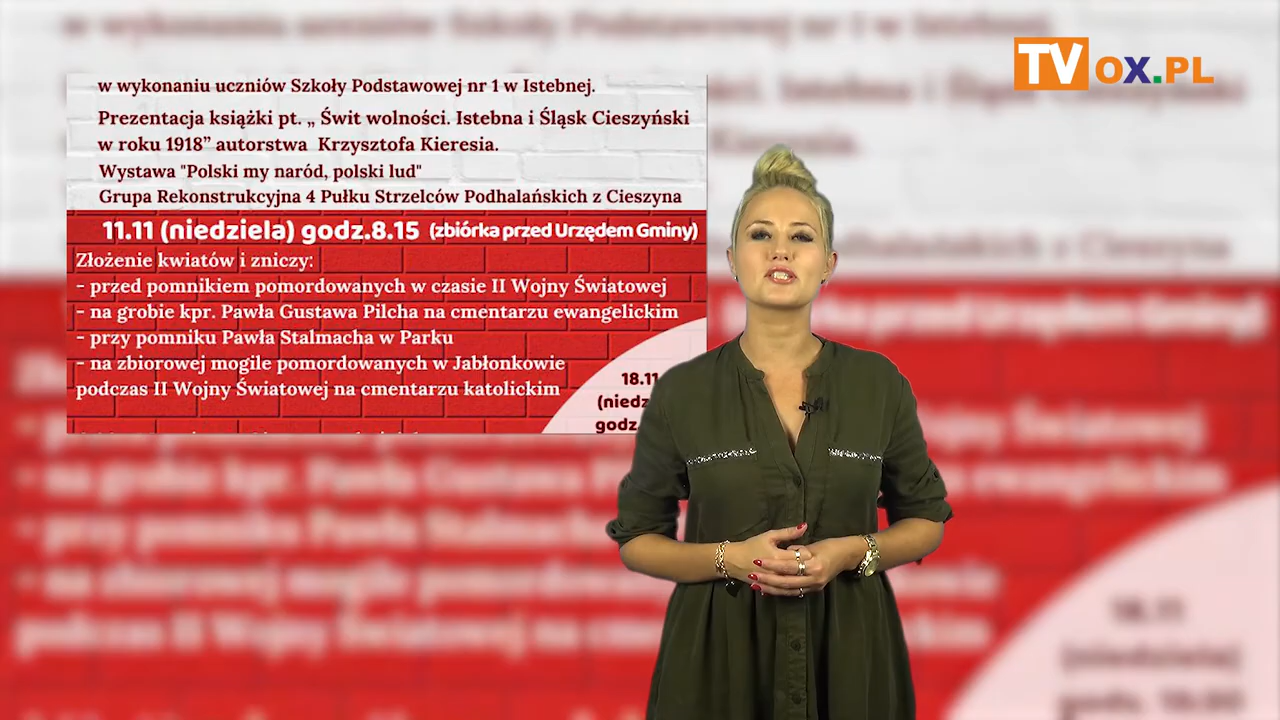 TVOX.PL
w wykonaniu uczniów Szkoły Podstawowej nr 1 w Istebnej.
Prezentacja książki pt. „ Świt wolności. Istebna i Śląsk Cieszyński
w roku 1918” autorstwa Krzysztofa Kieresia.
Wystawa "Polski my naród, polski lud"
Grupa Rekonstrukcyjna 4 Pułku Strzelców Podhalańskich z Cieszyna
11.11 (niedziela) godz.8.15 (zbiórka przed Urzędem Gminy)
Złożenie kwiatów i zniczy:
- przed pomnikiem pomordowanych w czasie II Wojny Światowej
- na grobie kpr. Pawła Gustawa Pilcha na cmentarzu ewangelickim
- przy pomniku Pawła Stalmacha w Parku
- na zbiorowej mogile pomordowanych w Jabłonkowie
podczas II Wojny Światowej na cmentarzu katolickim
18.11
(niedz
godz.